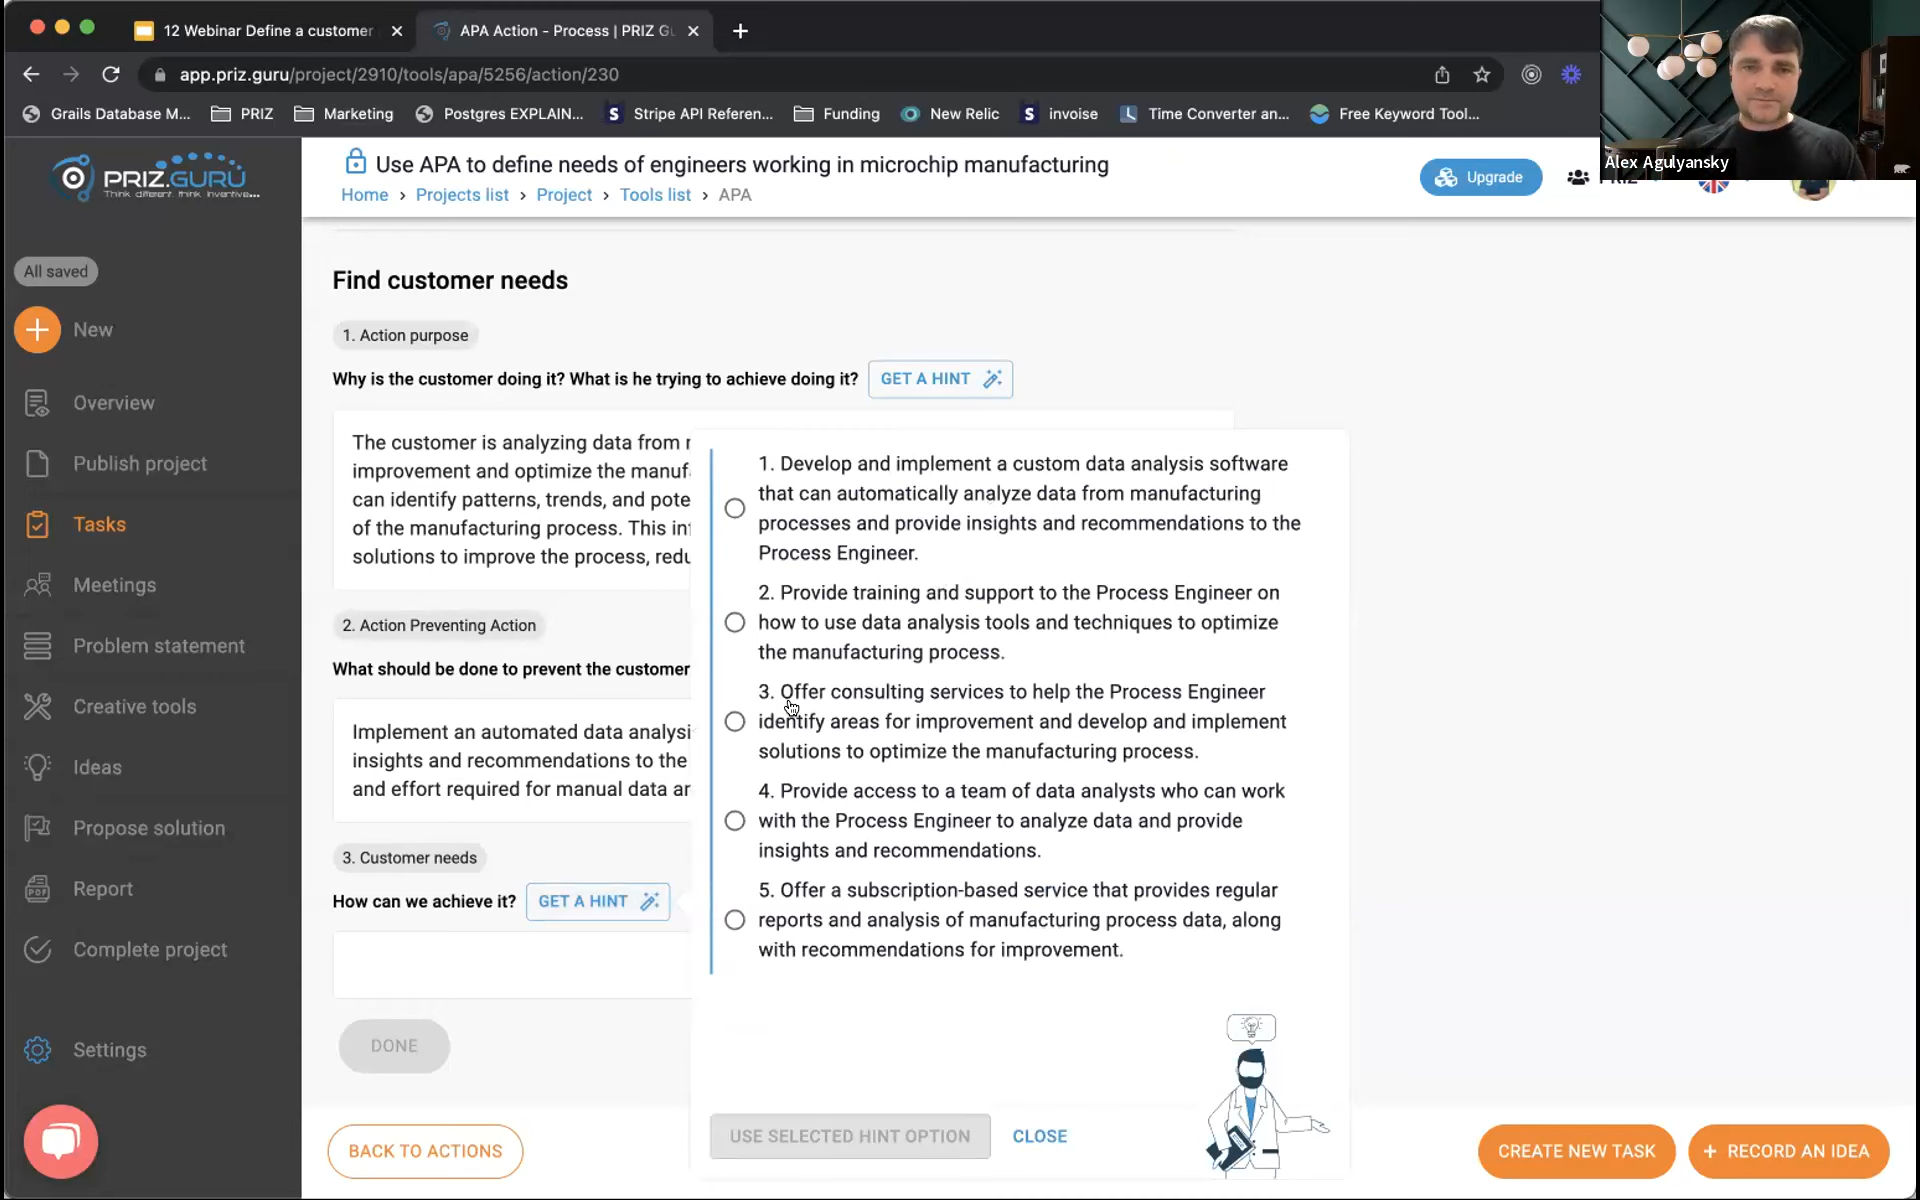 12 Webinar Define a customer
APA Action - Process | PRIZ Gu
app.priz.guru/project/2910/tools/apa/5256/action/230
Grails Database M...
PRIZ
Marketing
Postgres EXPLAIN...
Stripe API Referen...
Funding
New Relic
invoise
Time Converter an...
Free Keyword Tool...
Alex Agulyansky
PRIZ.GURU
Think different. think inventive...
Use APA to define needs of engineers working in microchip manufacturing
Home > Projects list > Project > Tools list > APA
Upgrade
PRIZ
All saved
New
Overview
Publish project
Tasks
Meetings
Problem statement
Creative tools
Ideas
Propose solution
Report
Complete project
Settings
Find customer needs
1. Action purpose
Why is the customer doing it? What is he trying to achieve doing it?
GET A HINT
The customer is analyzing data from
improvement and optimize the
can identify patterns, trends, and
of the manufacturing process. This
solutions to improve the process,
2. Action Preventing Action
What should be done to prevent the customer
Implement an automated data
insights and recommendations to the
and effort required for manual data
3. Customer needs
How can we achieve it?
GET A HINT
DONE
BACK TO ACTIONS
1. Develop and implement a custom data analysis software
that can automatically analyze data from manufacturing
processes and provide insights and recommendations to the
Process Engineer.
2. Provide training and support to the Process Engineer on
how to use data analysis tools and techniques to optimize
the manufacturing process.
3. Offer consulting services to help the Process Engineer
identify areas for improvement and develop and implement
solutions to optimize the manufacturing process.
4. Provide access to a team of data analysts who can work
with the Process Engineer to analyze data and provide
insights and recommendations.
5. Offer a subscription-based service that provides regular
reports and analysis of manufacturing process data, along
with recommendations for improvement.
USE SELECTED HINT OPTION
CLOSE
CREATE NEW TASK
+ RECORD AN IDEA